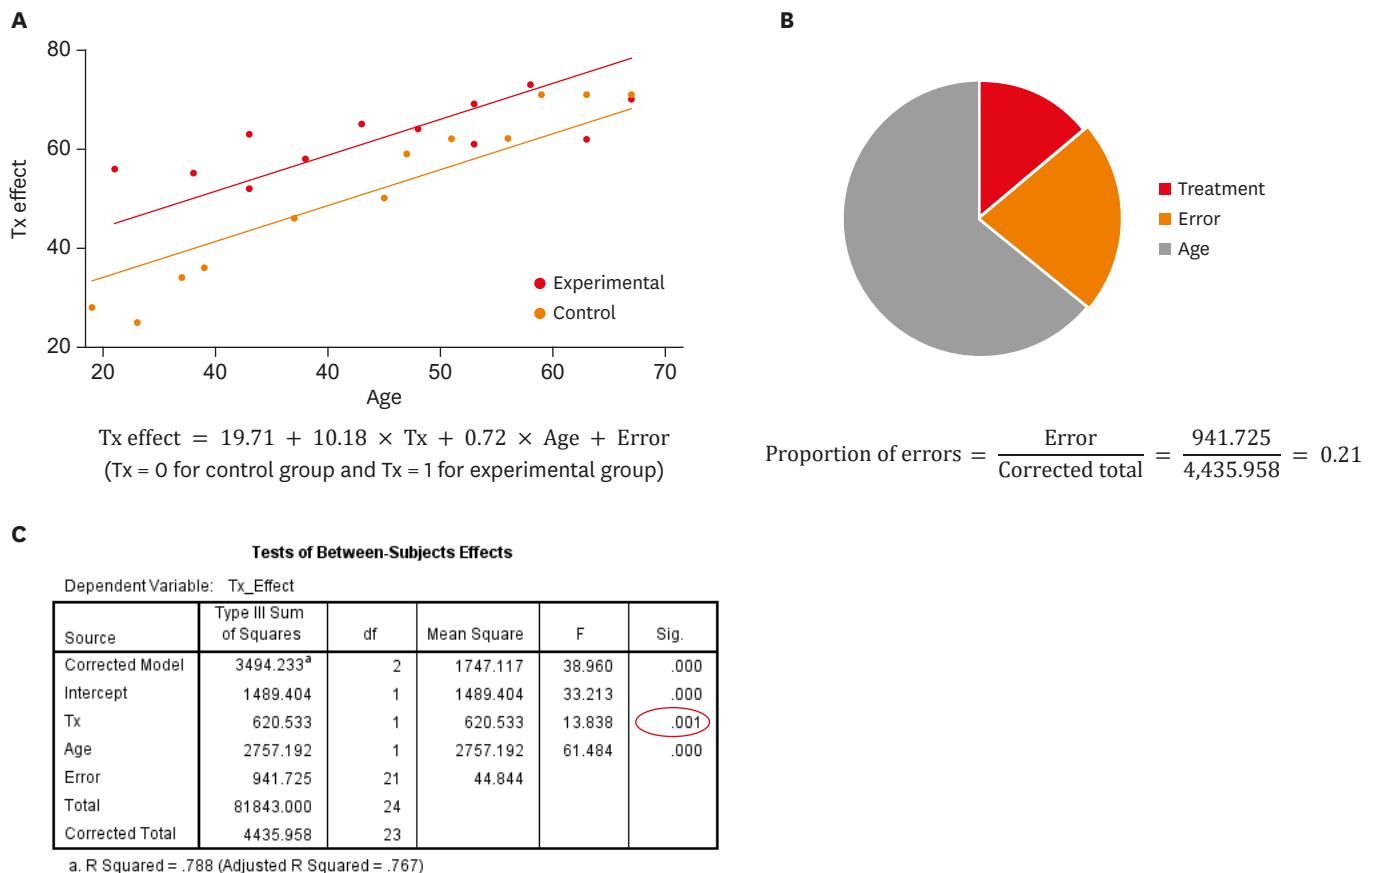 A
80
60
40
20
Tx effect
20 40 40 50 60 70
Age
Experimental
Control
Tx effect = 19.71 + 10.18 × Tx + 0.72 × Age + Error
(Tx = 0 for control group and Tx = 1 for experimental group)
B
Treatment
Error
Age
Proportion of errors = Error / Corrected total = 941.725 / 4,435.958 = 0.21
C
Tests of Between-Subjects Effects
Dependent Variable: Tx_Effect
Source Type III Sum of Squares df Mean Square F Sig.
Corrected Model 3494.233a 2 1747.117 38.960 .000
Intercept 1489.404 1 1489.404 33.213 .000
Tx 620.533 1 620.533 13.838 .001
Age 2757.192 1 2757.192 61.484 .000
Error 941.725 21 44.844
Total 81843.000 24
Corrected Total 4435.958 23
a. R Squared = .788 (Adjusted R Squared = .767)